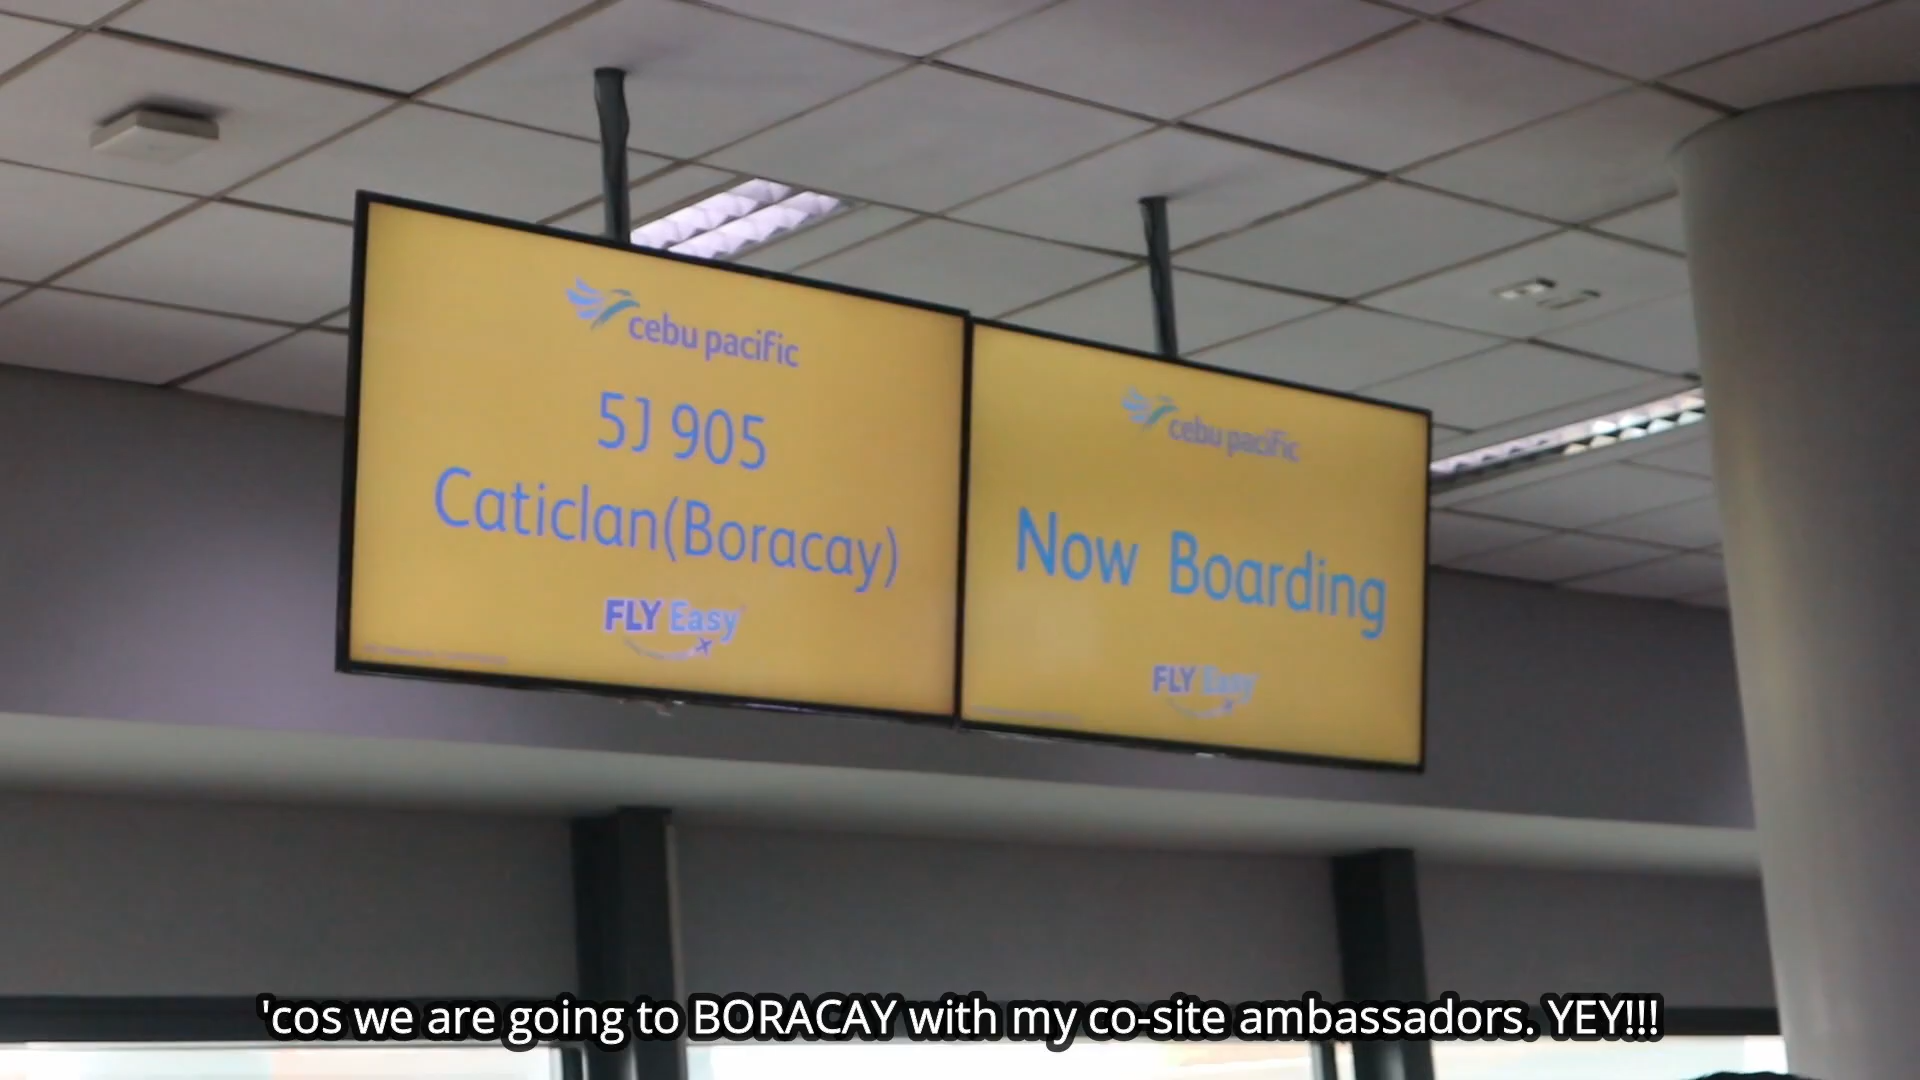 cebu pacific
5J 905
Caticlan(Boracay)
FLY Easy
cebu pacific
Now Boarding
FLY Easy
'cos we are going to BORACAY with my co-site ambassadors. YEY!!!